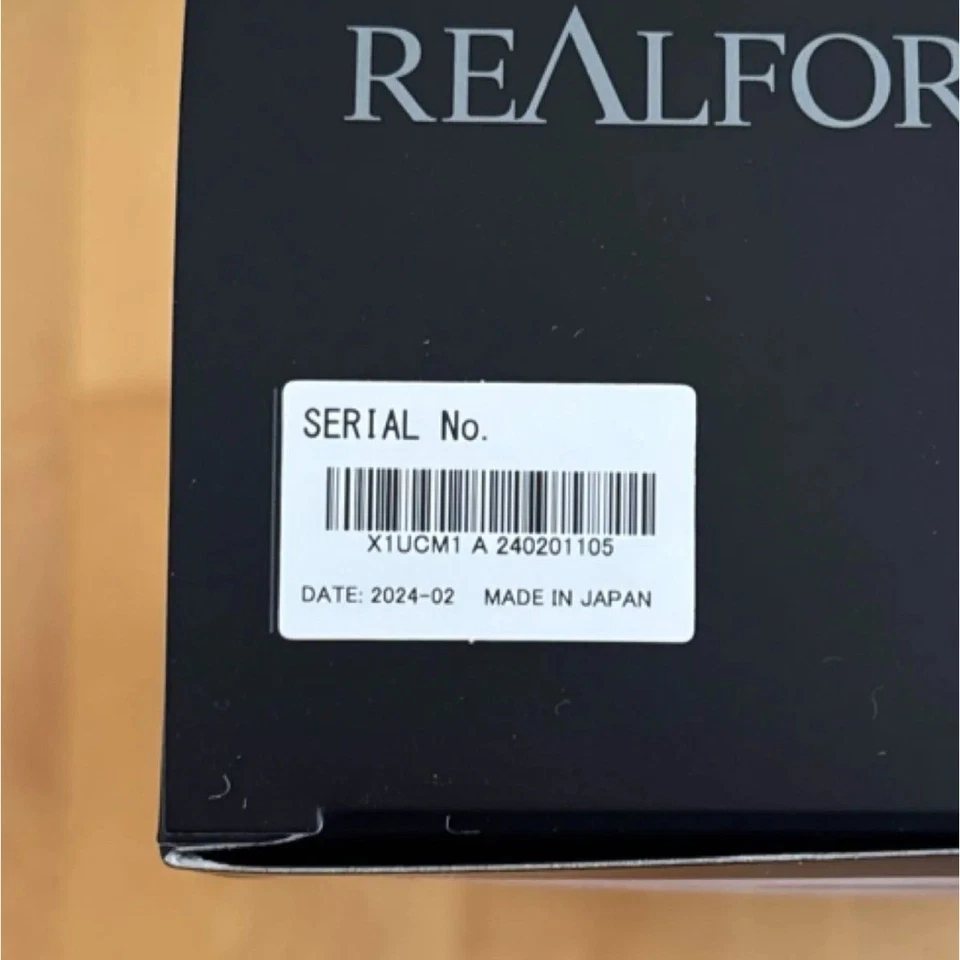 REALFOR
SERIAL No.
X1UCM1 A 240201105
DATE: 2024-02 MADE IN JAPAN